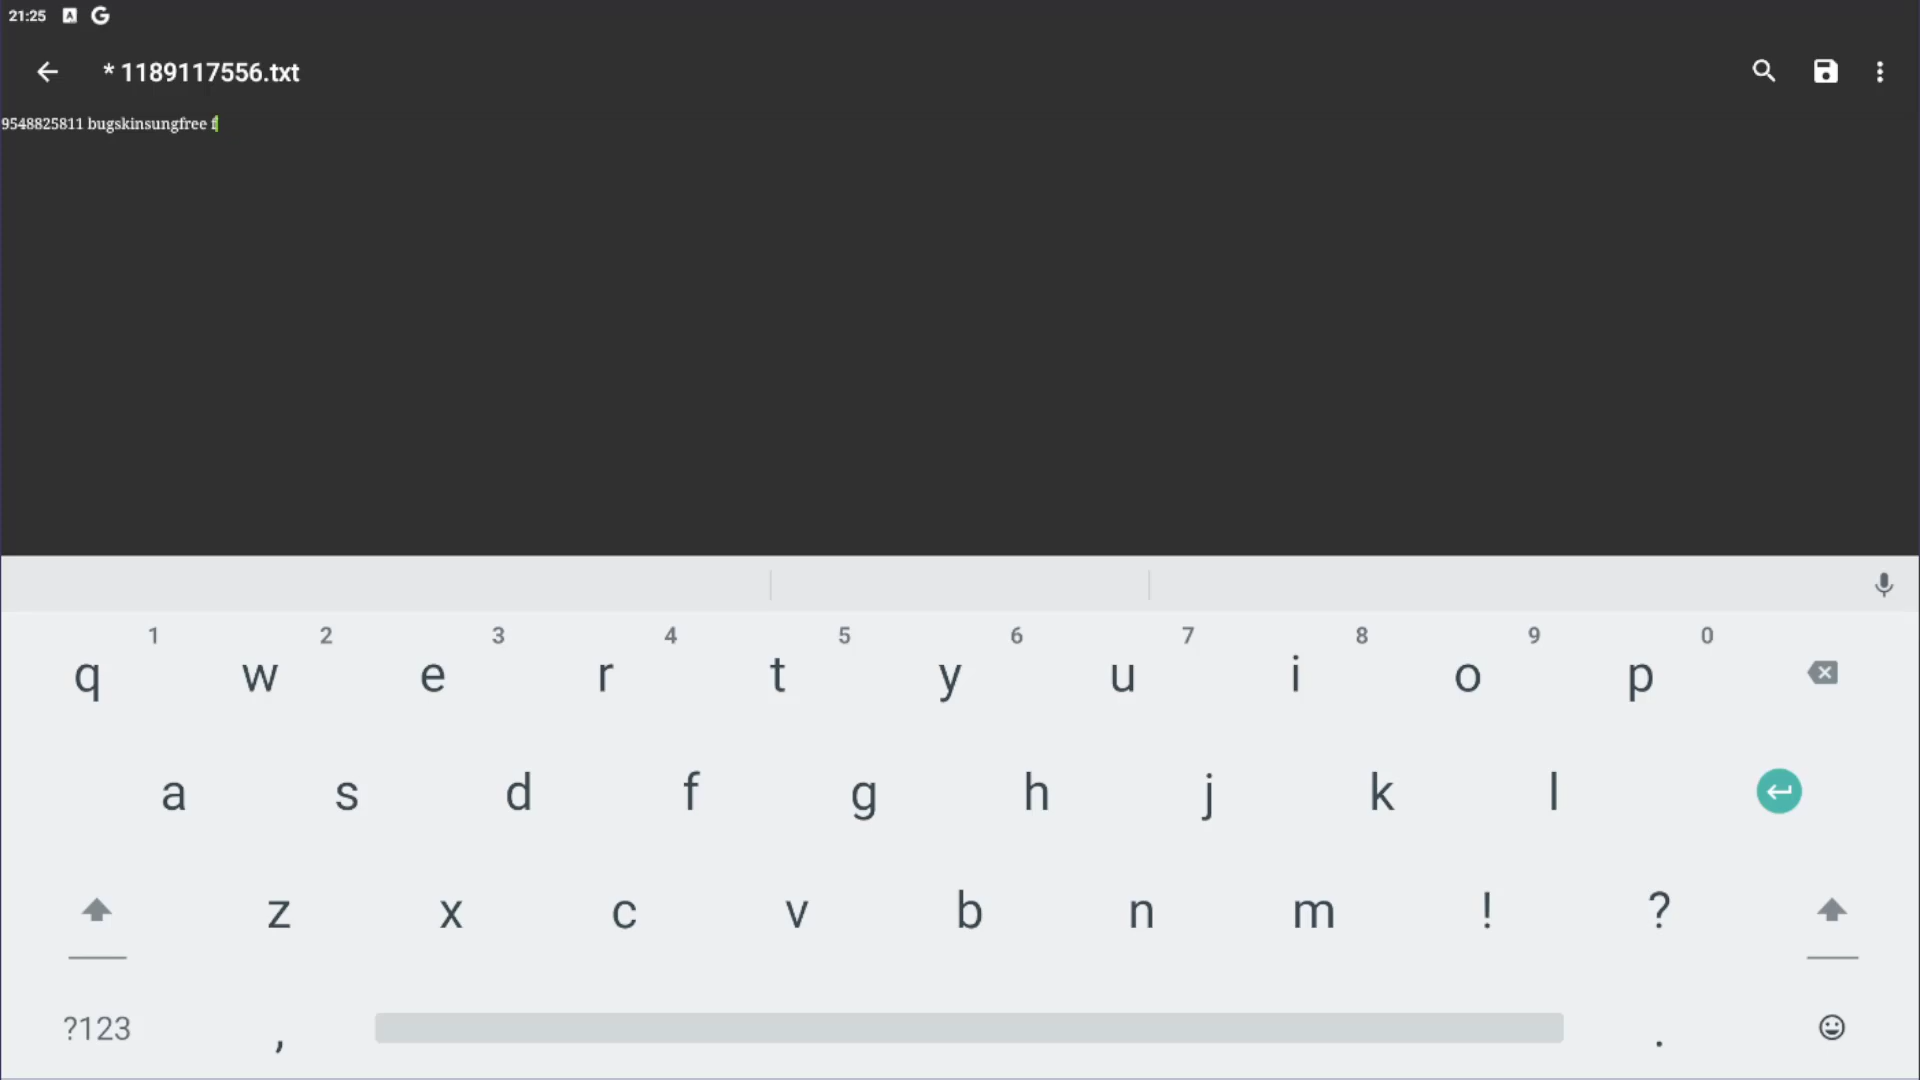 21:25
* 1189117556.txt
9548825811 bugskinsungfree f
1 2 3 4 5 6 7 8 9 0
q w e r t y u i o p
a s d f g h j k l
z x c v b n m ! ?
?123 , .